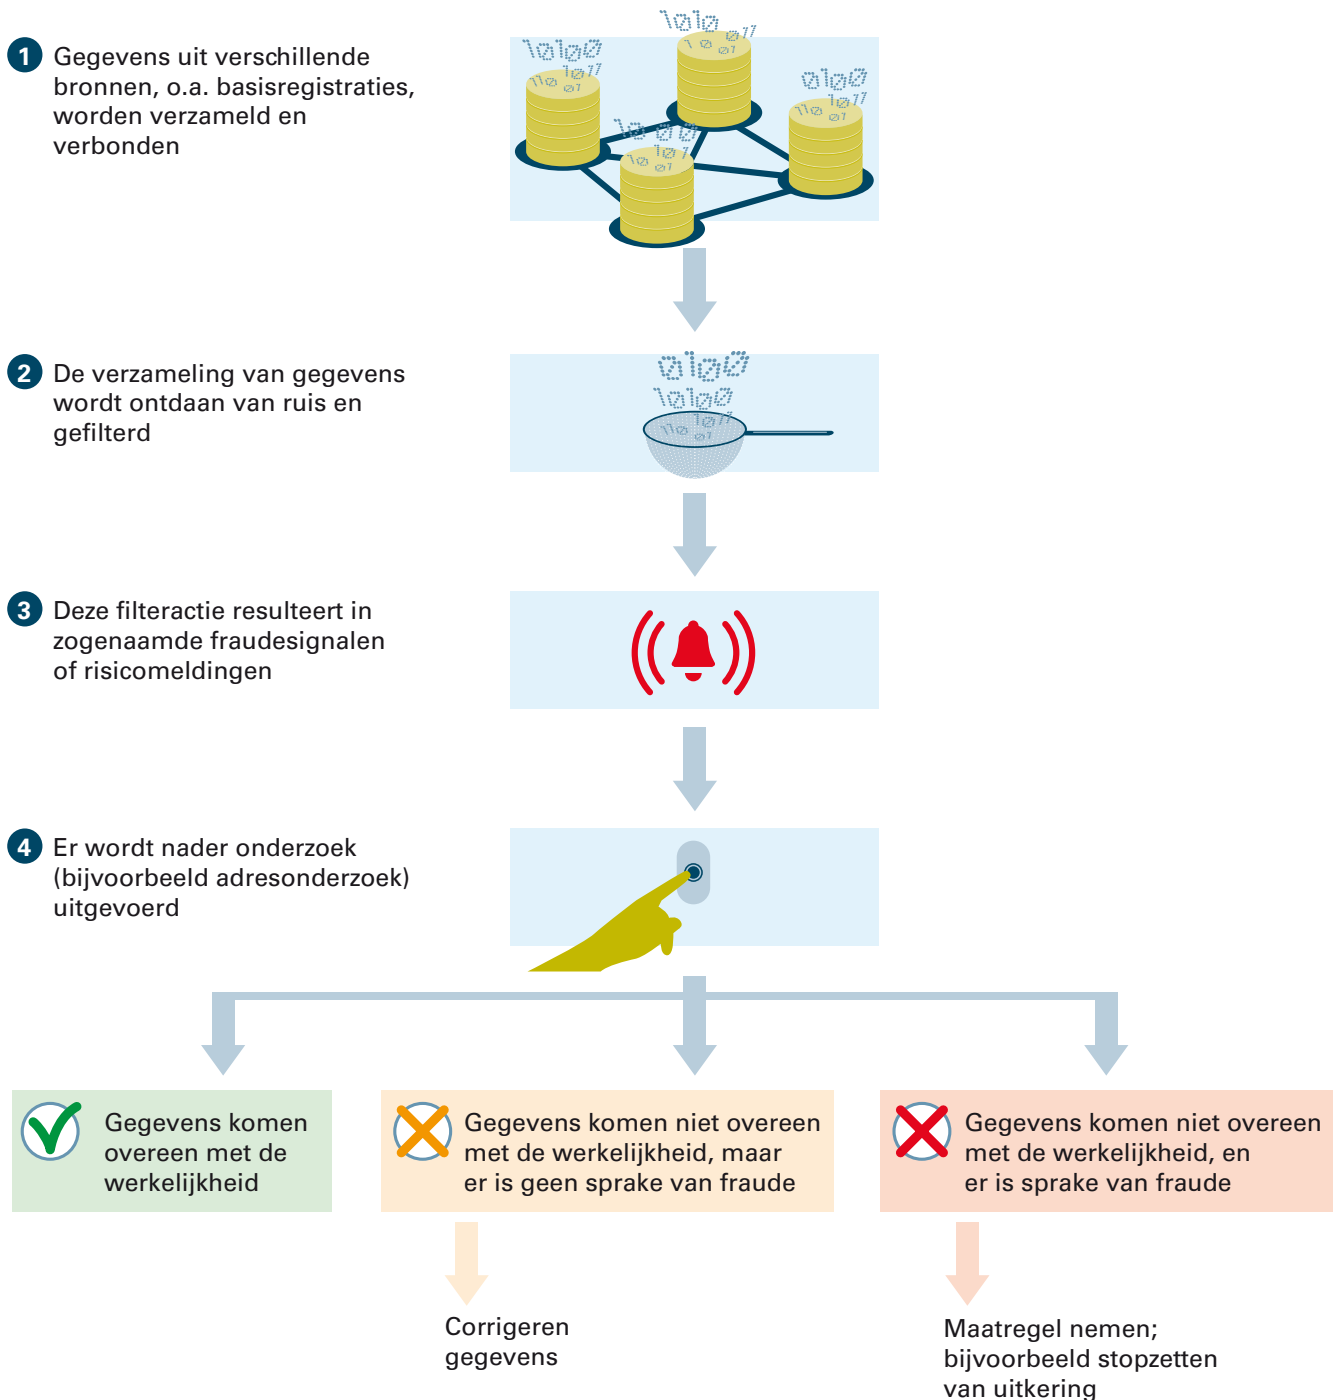 1 Gegevens uit verschillende
bronnen, o.a. basisregistraties,
worden verzameld en
verbonden
2 De verzameling van gegevens
wordt ontdaan van ruis en
gefilterd
3 Deze filteractie resulteert in
zogenaamde fraudesignalen
of risicomeldingen
4 Er wordt nader onderzoek
(bijvoorbeeld adresonderzoek)
uitgevoerd
Gegevens komen
overeen met de
werkelijkheid
Gegevens komen niet overeen
met de werkelijkheid, maar
er is geen sprake van fraude
Gegevens komen niet overeen
met de werkelijkheid, en
er is sprake van fraude
Corrigeren
gegevens
Maatregel nemen;
bijvoorbeeld stopzetten
van uitkering